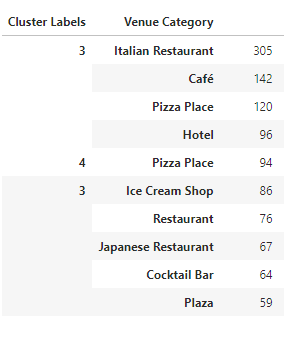 Cluster Labels Venue Category
3 Italian Restaurant 305
Café 142
Pizza Place 120
Hotel 96
4 Pizza Place 94
3 Ice Cream Shop 86
Restaurant 76
Japanese Restaurant 67
Cocktail Bar 64
Plaza 59